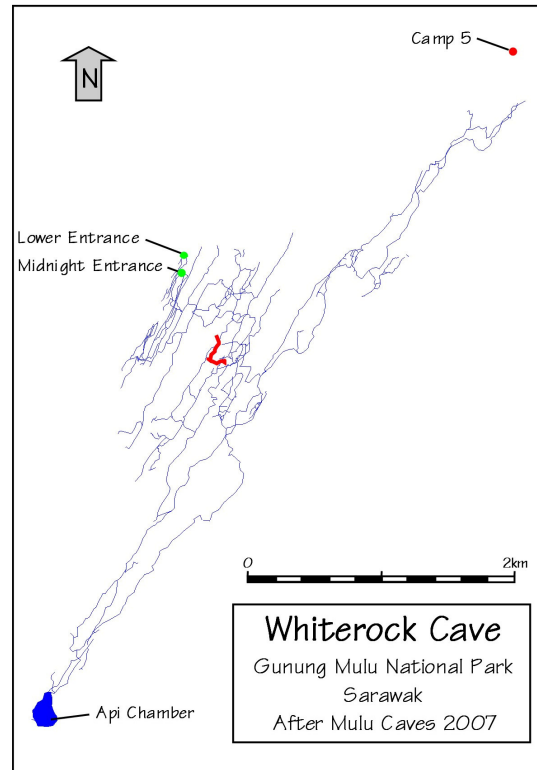 Camp 5
N
Lower Entrance
Midnight Entrance
0 2km
Whiterock Cave
Gunung Mulu National Park
Sarawak
After Mulu Caves 2007
Api Chamber